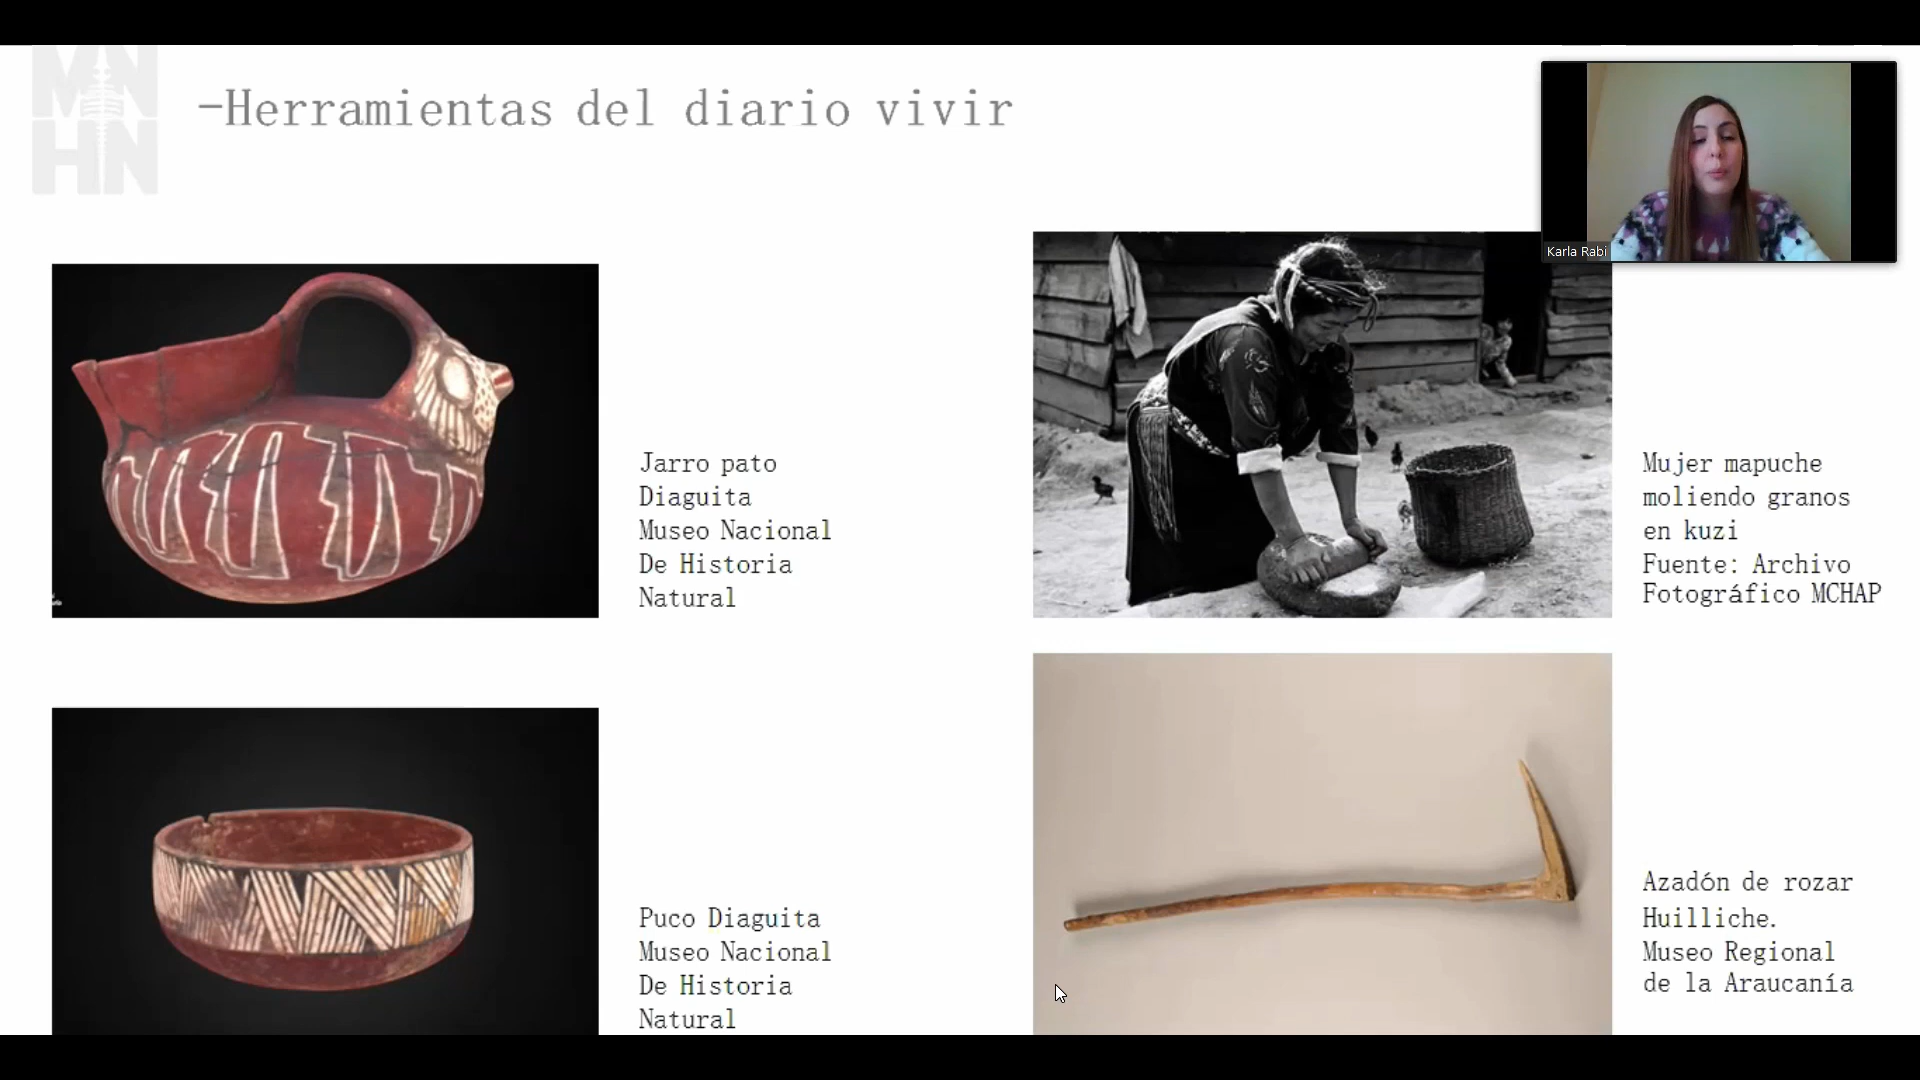 MN
HN
-Herramientas del diario vivir
Karla Rabi
Jarro pato
Diaguita
Museo Nacional
De Historia
Natural
Mujer mapuche
moliendo granos
en kuzi
Fuente: Archivo
Fotográfico MCHAP
Puco Diaguita
Museo Nacional
De Historia
Natural
Azadón de rozar
Huilliche.
Museo Regional
de la Araucanía